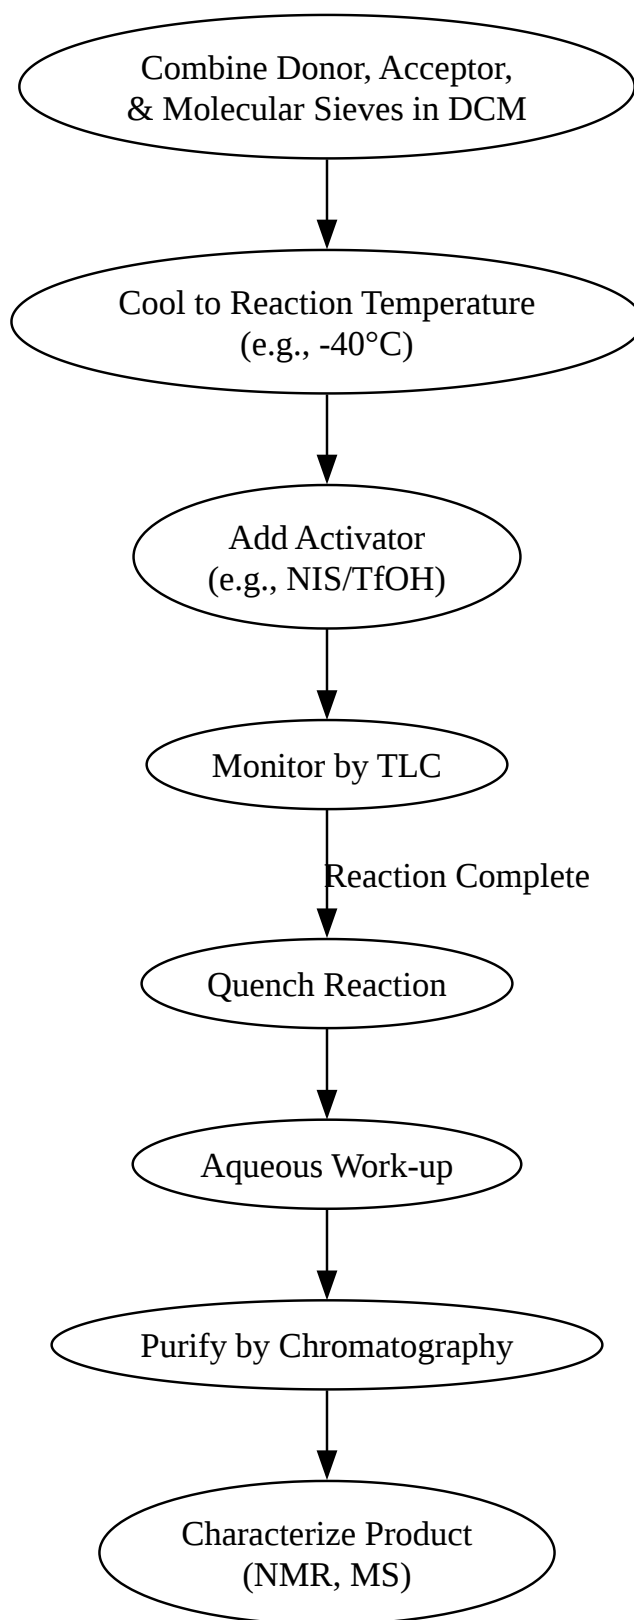 Combine Donor, Acceptor,
& Molecular Sieves in DCM
Cool to Reaction Temperature
(e.g., -40°C)
Add Activator
(e.g., NIS/TfOH)
Monitor by TLC
Reaction Complete
Quench Reaction
Aqueous Work-up
Purify by Chromatography
Characterize Product
(NMR, MS)